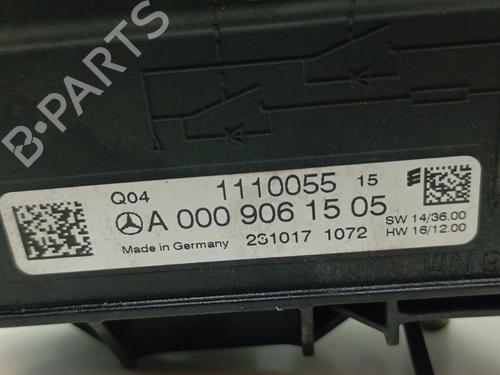 B-PARTS
Q04 1110055 15
A 000 906 15 05 SW 14/36.00
Made in Germany 231017 1072 HW 16/12.00